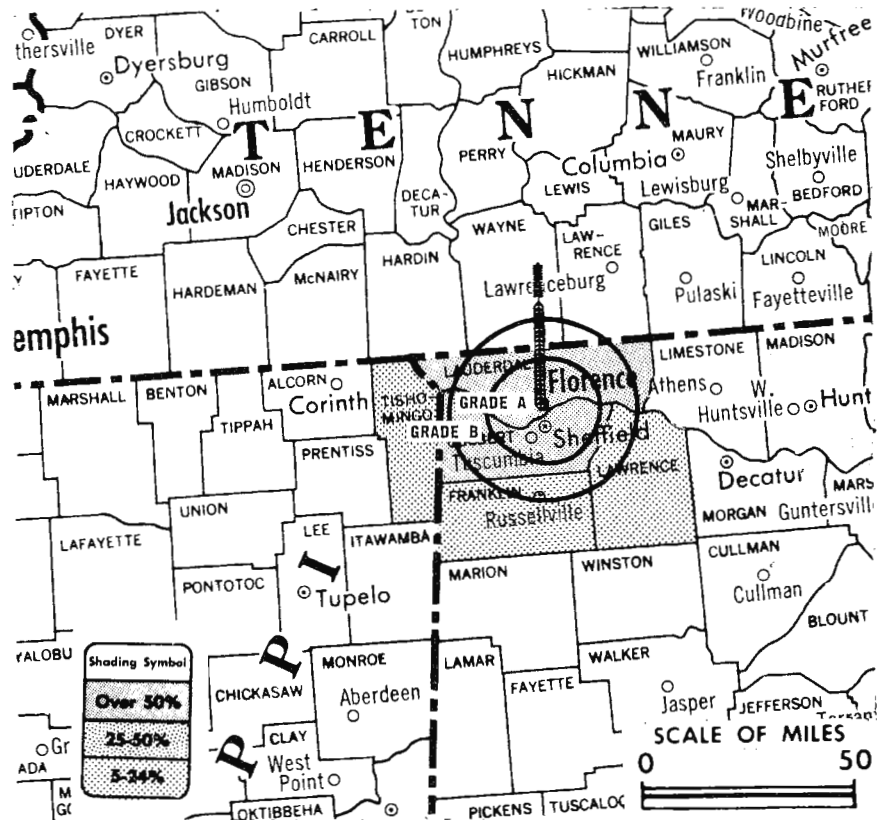 DYER
CARROLL
TON
HUMPHREYS
WILLIAMSON
thersville
Dyersburg
GIBSON
HICKMAN
Franklin
Murfree
RUTHER
FORD
Humboldt
CROCKETT
T E N N E
UDERDALE
MADISON
HENDERSON
PERRY
MAURY
Columbia
Shelbyville
HAYWOOD
DECA-
TUR
LEWIS
Lewisburg
MAR-
SHALL
BEDFORD
TIPTON
Jackson
CHESTER
WAYNE
LAW-
RENCE
GILES
MOORE
FAYETTE
HARDEMAN
McNAIRY
HARDIN
Lawrenceburg
Pulaski
LINCOLN
Fayetteville
emphis
LAUDERDALE
LIMESTONE
MADISON
MARSHALL
BENTON
ALCORN
Corinth
TISHO-
MINGO
GRADE A
Florence
Athens
W.
Huntsville
Hunt
TIPPAH
GRADE B
Sheffield
PRENTISS
Tuscumbia
LAWRENCE
Decatur
FRANKLIN
Russellville
MORGAN
Guntersvill
MARS
UNION
LEE
ITAWAMBA
LAFAYETTE
CULLMAN
Cullman
MARION
WINSTON
PONTOTOC
I
Tupelo
BLOUNT
YALOBU
P
MONROE
LAMAR
WALKER
Shading Symbol
Over 50%
25-50%
5-24%
CHICKASAW
Aberdeen
FAYETTE
Jasper
JEFFERSON
P
CLAY
West
Point
Gr
ADA
SCALE OF MILES
0 50
OKTIBBEHA
PICKENS
TUSCALOO